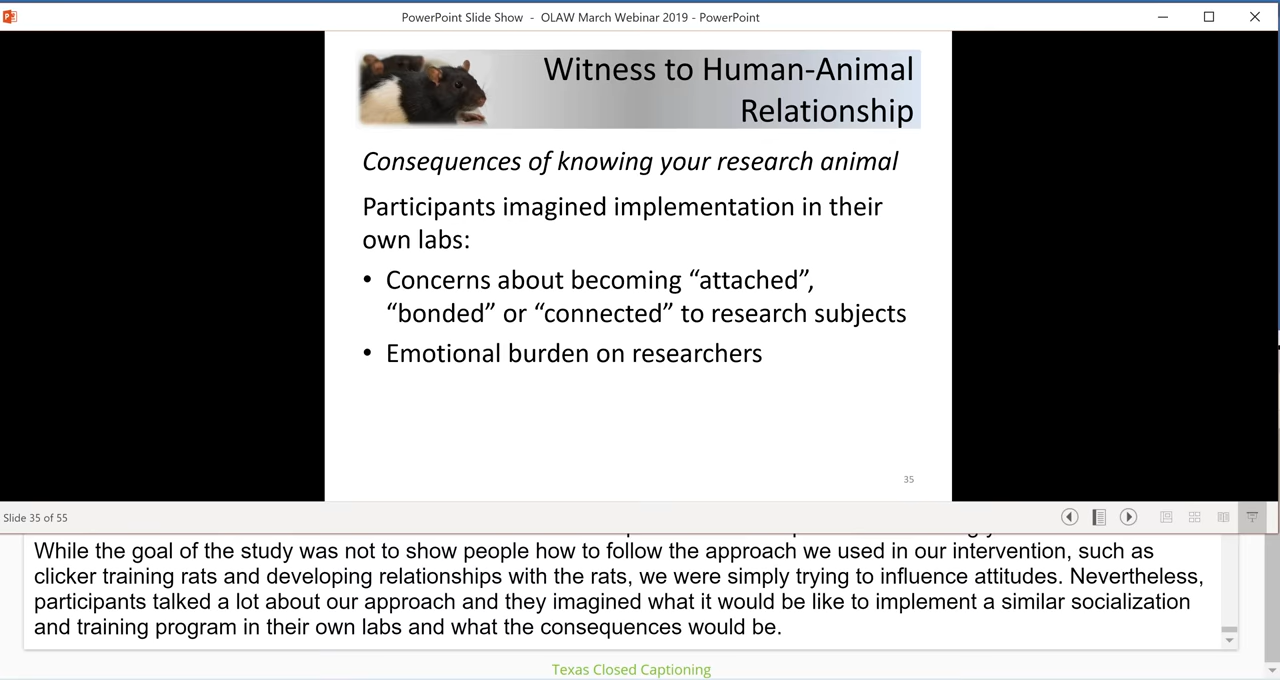 PowerPoint Slide Show - OLAW March Webinar 2019 - PowerPoint
Witness to Human-Animal
Relationship
Consequences of knowing your research animal
Participants imagined implementation in their
own labs:
• Concerns about becoming “attached”,
“bonded” or “connected” to research subjects
• Emotional burden on researchers
35
Slide 35 of 55
While the goal of the study was not to show people how to follow the approach we used in our intervention, such as
clicker training rats and developing relationships with the rats, we were simply trying to influence attitudes. Nevertheless,
participants talked a lot about our approach and they imagined what it would be like to implement a similar socialization
and training program in their own labs and what the consequences would be.
Texas Closed Captioning